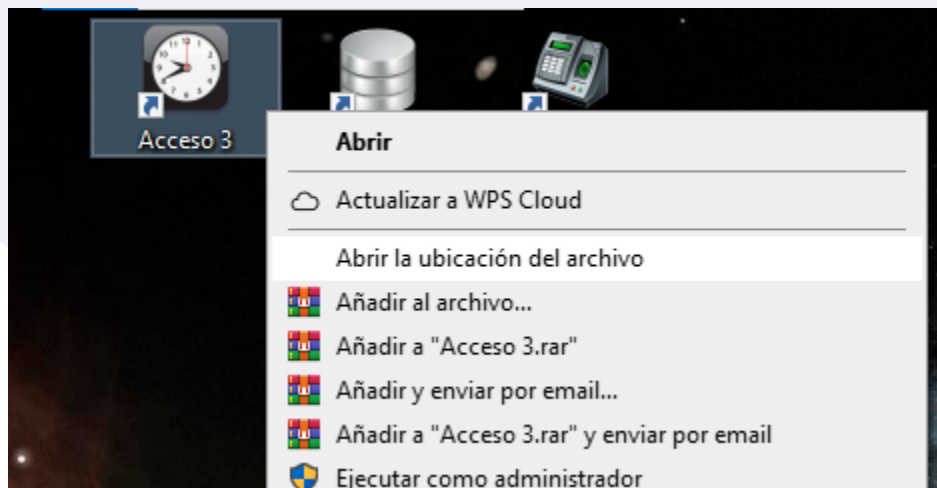 Acceso 3
Abrir
Actualizar a WPS Cloud
Abrir la ubicación del archivo
Añadir al archivo...
Añadir a "Acceso 3.rar"
Añadir y enviar por email...
Añadir a "Acceso 3.rar" y enviar por email
Ejecutar como administrador